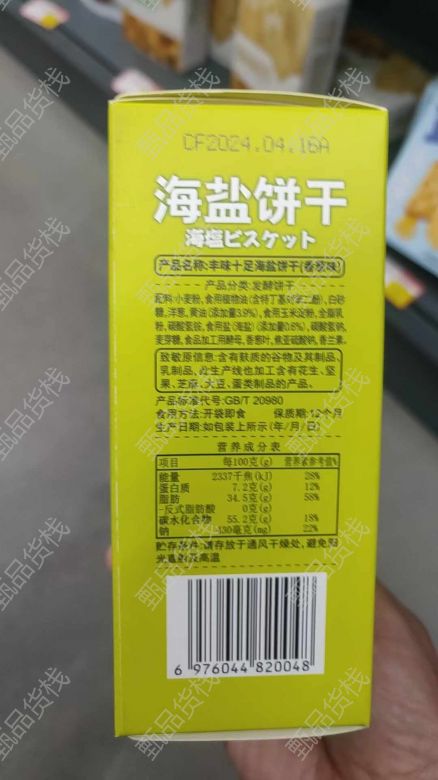 CF2024.04.16A
海盐饼干
海塩ビスケット
产品名称:丰味十足海盐饼干(香葱味)
产品分类:发酵饼干
配料:小麦粉,食用植物油(含特丁基对苯二酚),白砂
糖,洋葱,黄油(添加量3.9%),食用玉米淀粉,全脂乳
粉,碳酸氢铵,食用盐(海盐)(添加量0.6%),碳酸氢钠,
麦芽糖,食品加工用酵母,香葱叶,焦亚硫酸钠,香兰素。
致敏原信息:含有麸质的谷物及其制品,
乳制品,此生产线也加工含有花生、坚
果、芝麻、大豆、蛋类制品的产品。
产品标准代号:GB/T 20980
食用方法:开袋即食 保质期:12个月
生产日期:如包装上所示(年/月/日)
营养成分表
项目 每100克(g) 营养素参考值%
能量 2337千焦(kJ) 28%
蛋白质 7.2克(g) 12%
脂肪 34.5克(g) 58%
-反式脂肪酸 0克(g)
碳水化合物 55.2克(g) 18%
钠 430毫克(mg) 22%
贮存条件:请存放于通风干燥处,避免阳
光直射及高温
6 976044 820048
甄品货栈